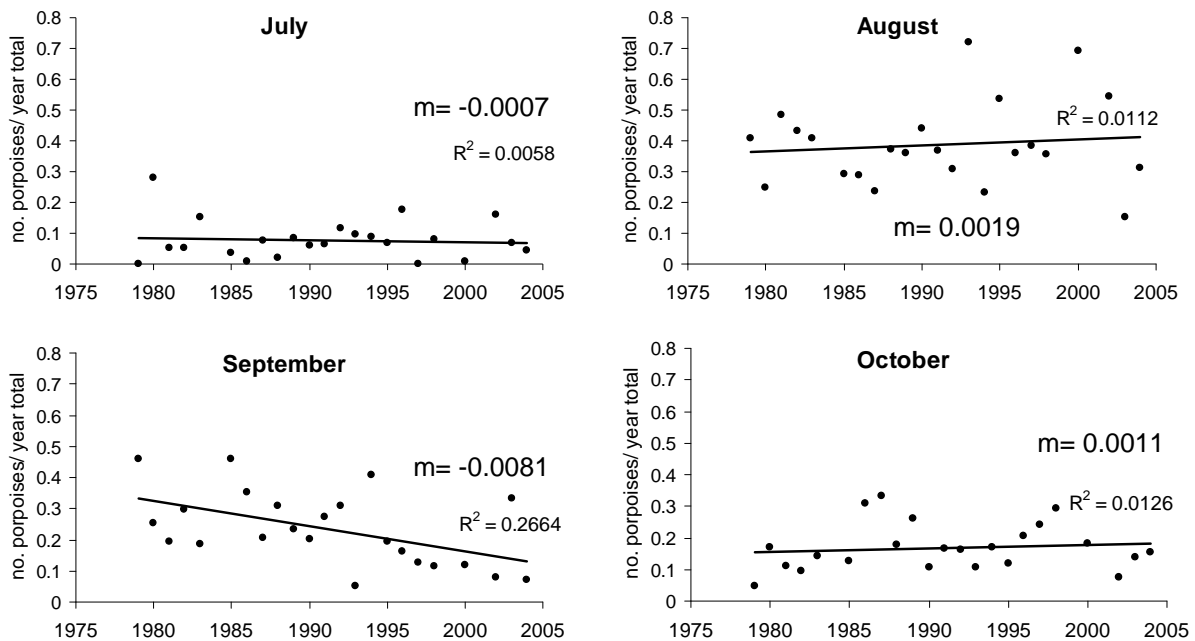 July
no. porpoises/ year total
0.8
0.7
0.6
0.5
0.4
0.3
0.2
0.1
0
m= -0.0007
R² = 0.0058
1975 1980 1985 1990 1995 2000 2005
August
no. porpoises/ year total
0.8
0.7
0.6
0.5
0.4
0.3
0.2
0.1
0
R² = 0.0112
m= 0.0019
1975 1980 1985 1990 1995 2000 2005
September
no. porpoises/ year total
0.8
0.7
0.6
0.5
0.4
0.3
0.2
0.1
0
m= -0.0081
R² = 0.2664
1975 1980 1985 1990 1995 2000 2005
October
no. porpoises/ year total
0.8
0.7
0.6
0.5
0.4
0.3
0.2
0.1
0
m= 0.0011
R² = 0.0126
1975 1980 1985 1990 1995 2000 2005